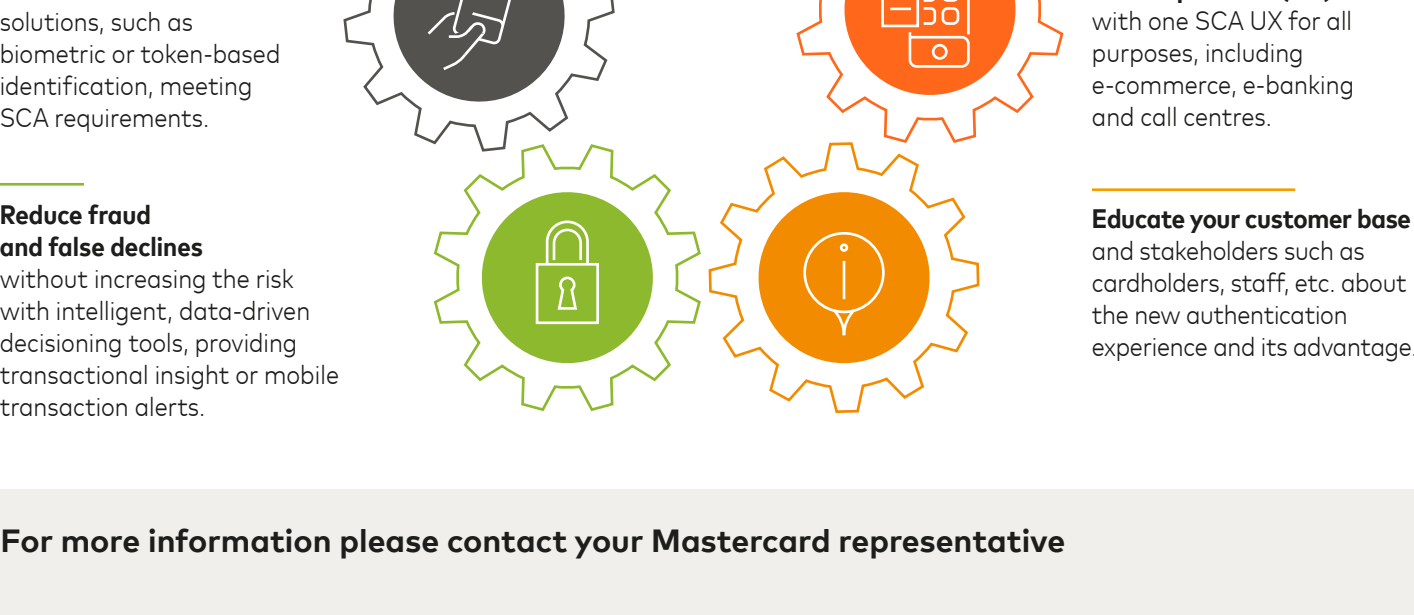 solutions, such as
biometric or token-based
identification, meeting
SCA requirements.
Reduce fraud
and false declines
without increasing the risk
with intelligent, data-driven
decisioning tools, providing
transactional insight or mobile
transaction alerts.
with one SCA UX for all
purposes, including
e-commerce, e-banking
and call centres.
Educate your customer base
and stakeholders such as
cardholders, staff, etc. about
the new authentication
experience and its advantage.
For more information please contact your Mastercard representative